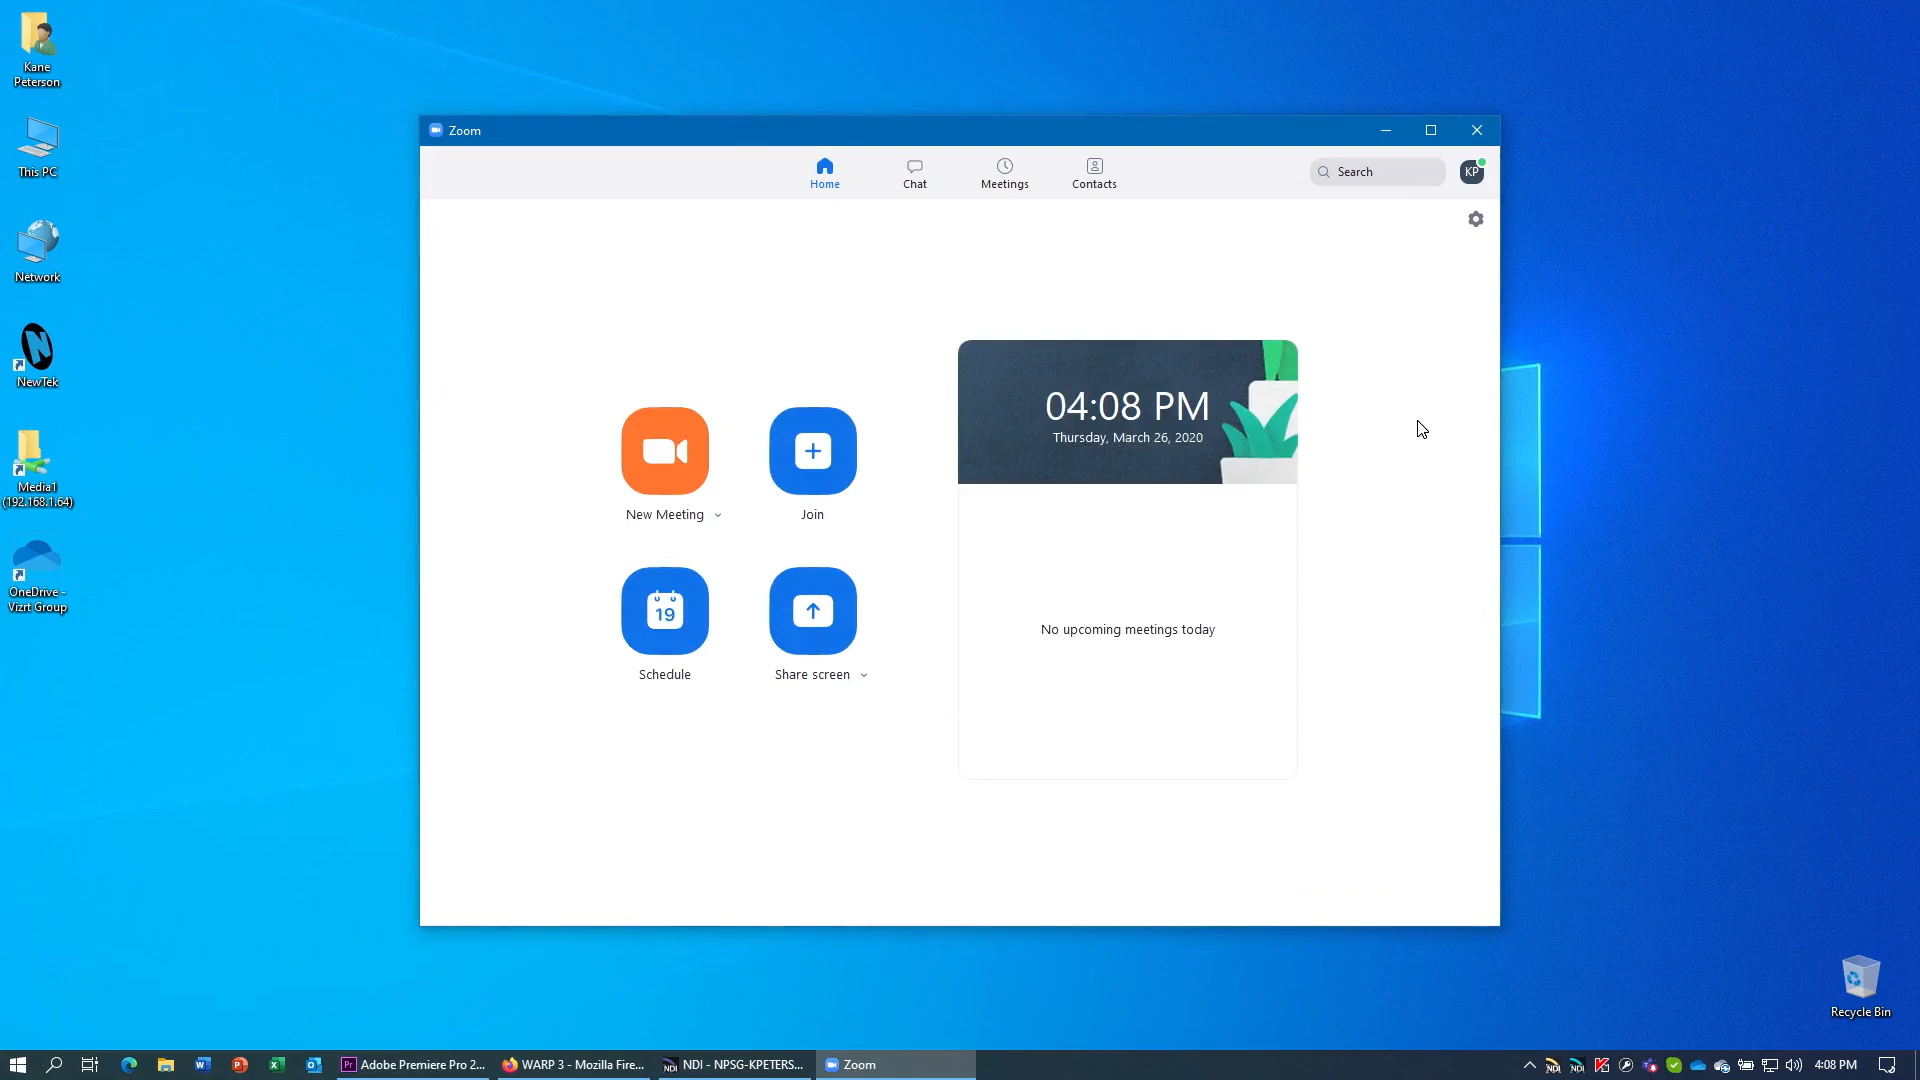 Kane
Peterson
This PC
Network
NewTek
Media1
(192.168.1.64)
OneDrive -
Vizrt Group
Zoom
Home
Chat
Meetings
Contacts
Search
KP
04:08 PM
Thursday, March 26, 2020
New Meeting
Join
19
Schedule
Share screen
No upcoming meetings today
Recycle Bin
Adobe Premiere Pro 2...
WARP 3 - Mozilla Fire...
NDI - NPSG-KPETERS...
Zoom
4:08 PM